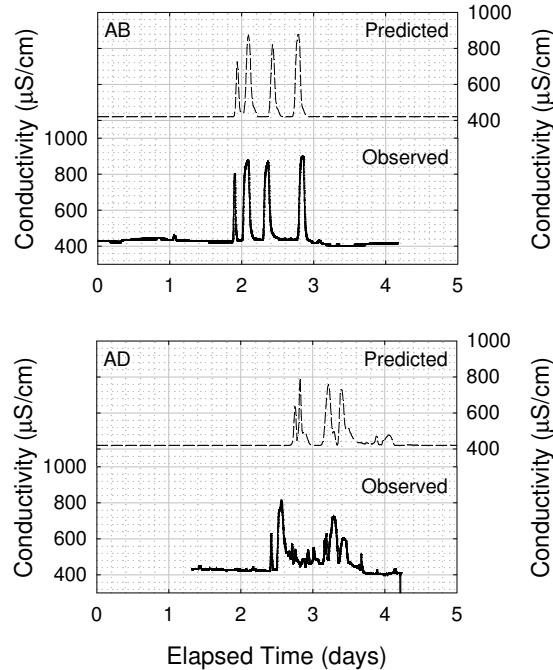 AB
Predicted
1000
800
600
400
Conductivity (µS/cm)
Conductivity (µS/cm)
1000
800
600
400
Observed
0 1 2 3 4 5
AD
Predicted
1000
800
600
400
Conductivity (µS/cm)
Conductivity (µS/cm)
1000
800
600
400
Observed
0 1 2 3 4 5
Elapsed Time (days)